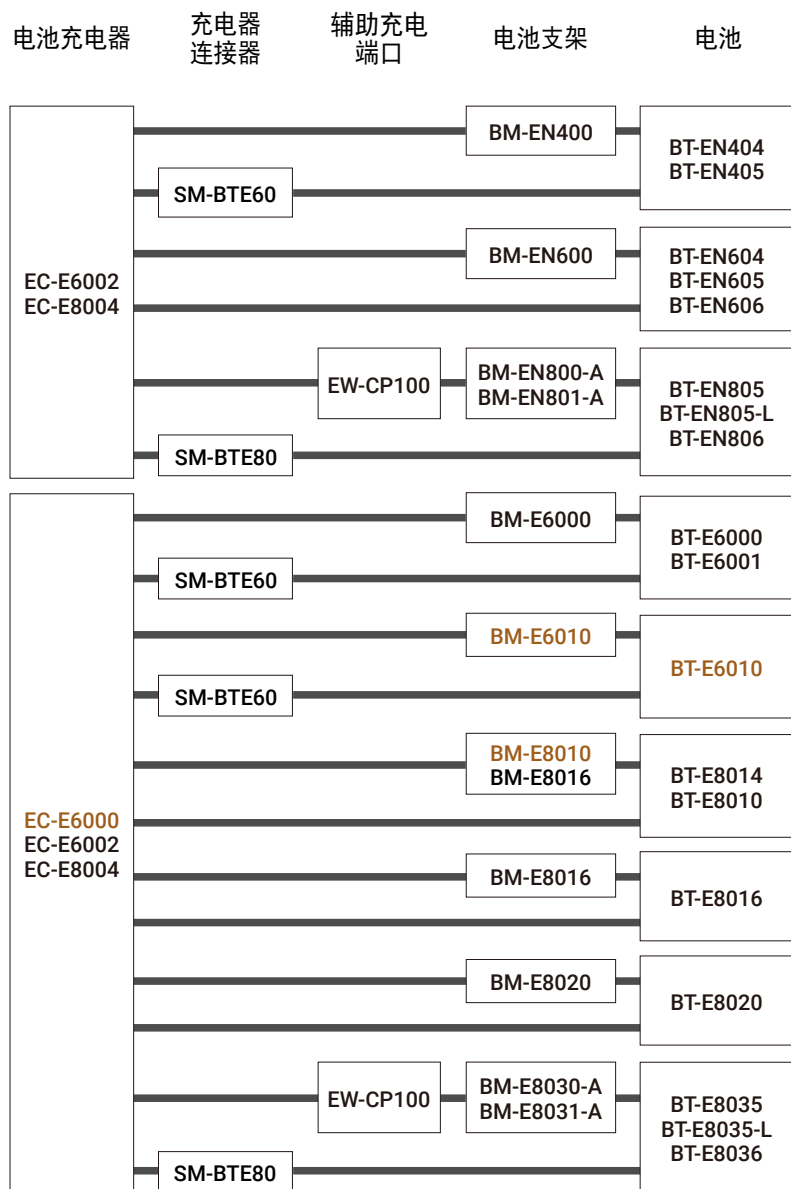 电池充电器
充电器
连接器
辅助充电
端口
电池支架
电池
EC-E6002
EC-E8004
BM-EN400
BT-EN404
BT-EN405
SM-BTE60
BM-EN600
BT-EN604
BT-EN605
BT-EN606
EW-CP100
BM-EN800-A
BM-EN801-A
BT-EN805
BT-EN805-L
BT-EN806
SM-BTE80
EC-E6000
EC-E6002
EC-E8004
BM-E6000
BT-E6000
BT-E6001
SM-BTE60
BM-E6010
BT-E6010
SM-BTE60
BM-E8010
BM-E8016
BT-E8014
BT-E8010
BM-E8016
BT-E8016
BM-E8020
BT-E8020
EW-CP100
BM-E8030-A
BM-E8031-A
BT-E8035
BT-E8035-L
BT-E8036
SM-BTE80